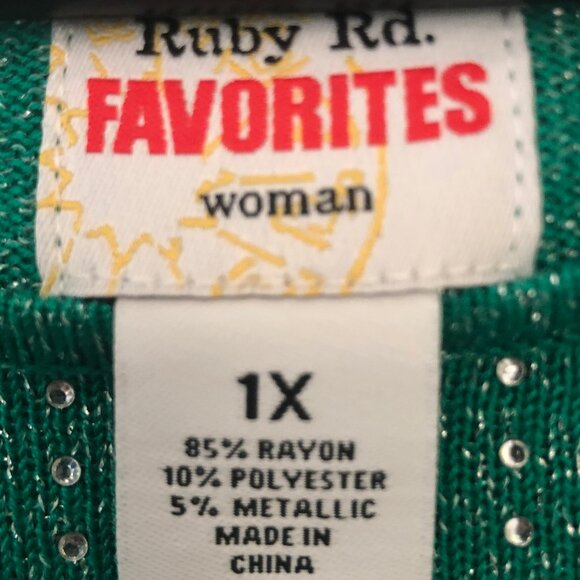 Ruby Rd.
FAVORITES
woman
1X
85% RAYON
10% POLYESTER
5% METALLIC
MADE IN
CHINA